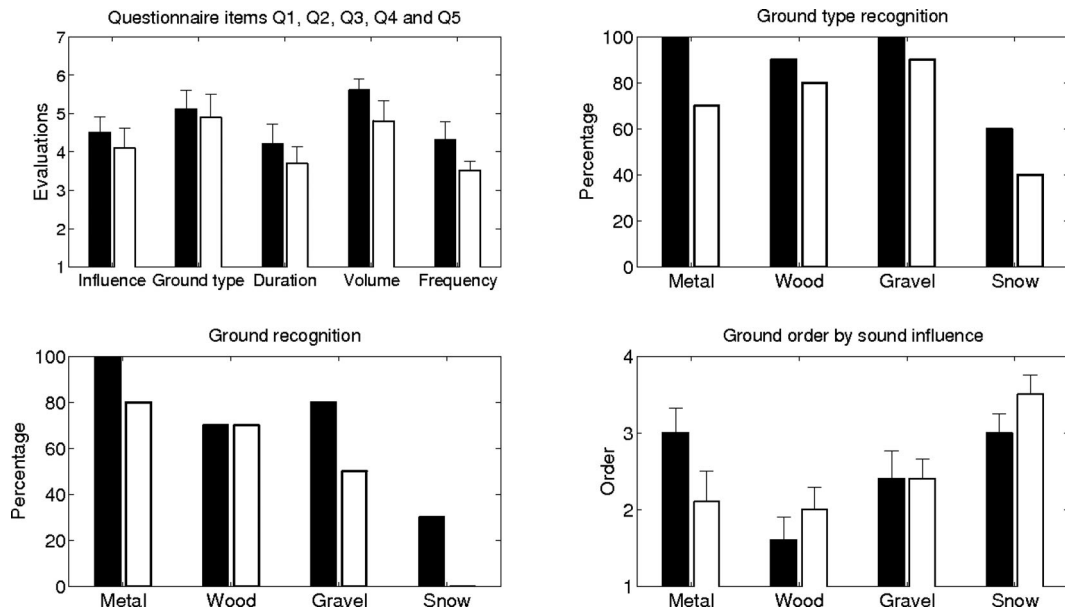 Questionnaire items Q1, Q2, Q3, Q4 and Q5
7
6
5
4
3
2
1
Evaluations
Influence Ground type Duration Volume Frequency
Ground type recognition
100
80
60
40
20
0
Percentage
Metal Wood Gravel Snow
Ground recognition
100
80
60
40
20
0
Percentage
Metal Wood Gravel Snow
Ground order by sound influence
4
3
2
1
Order
Metal Wood Gravel Snow